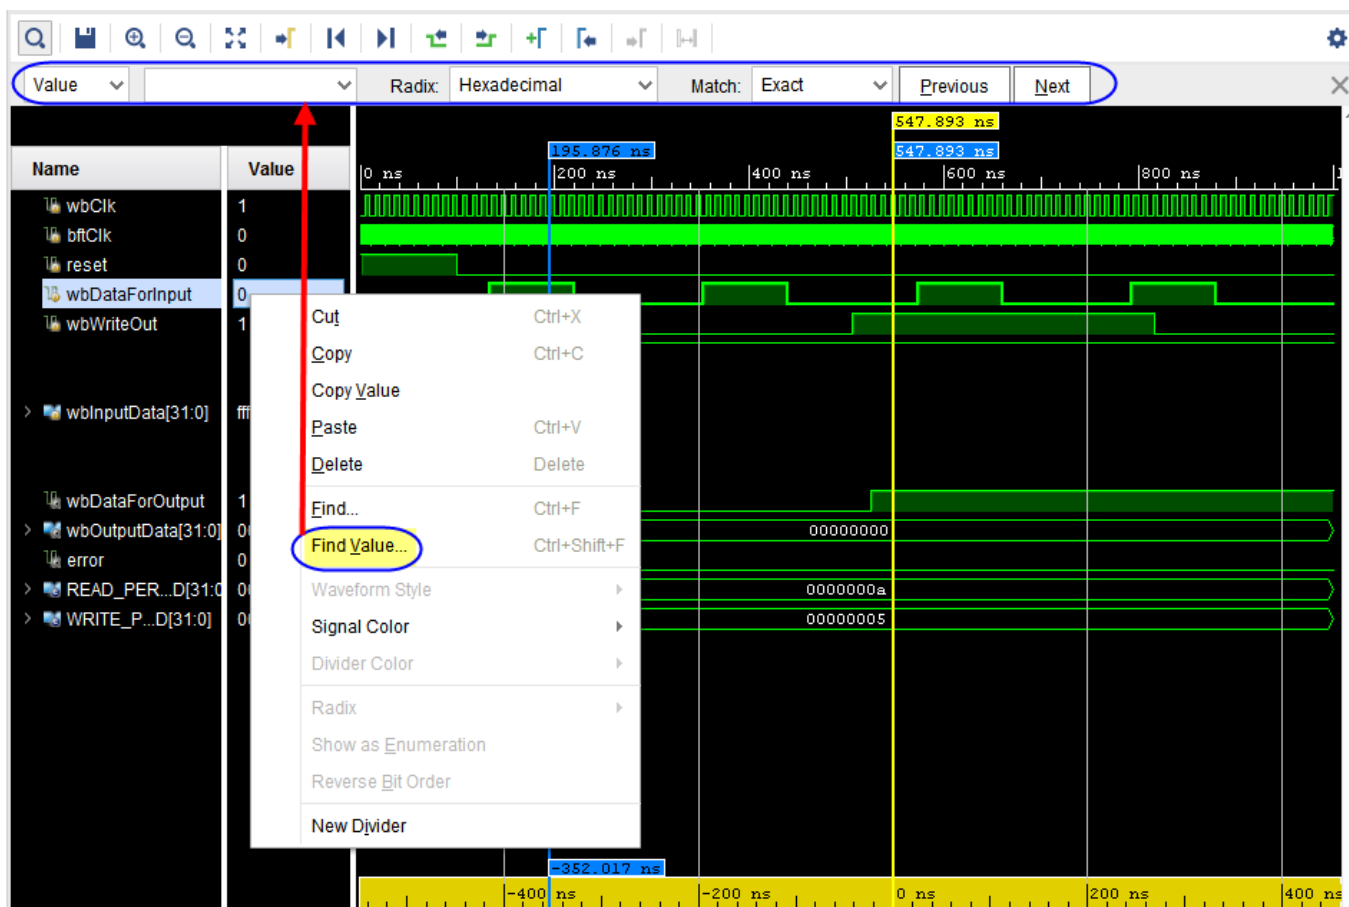 Value Radix: Hexadecimal Match: Exact Previous Next
547.893 ns
195.876 ns 547.893 ns
Name Value
0 ns 200 ns 400 ns 600 ns 800 ns
wbClk 1
bftClk 0
reset 0
wbDataForInput 0
wbWriteOut 1
wbInputData[31:0] fff
wbDataForOutput 1
wbOutputData[31:0] 00 00000000
error 0
READ_PER...D[31:0 00 0000000a
WRITE_P...D[31:0] 00 00000005
Cut Ctrl+X
Copy Ctrl+C
Copy Value
Paste Ctrl+V
Delete Delete
Find... Ctrl+F
Find Value... Ctrl+Shift+F
Waveform Style
Signal Color
Divider Color
Radix
Show as Enumeration
Reverse Bit Order
New Divider
-352.017 ns
-400 ns -200 ns 0 ns 200 ns 400 ns